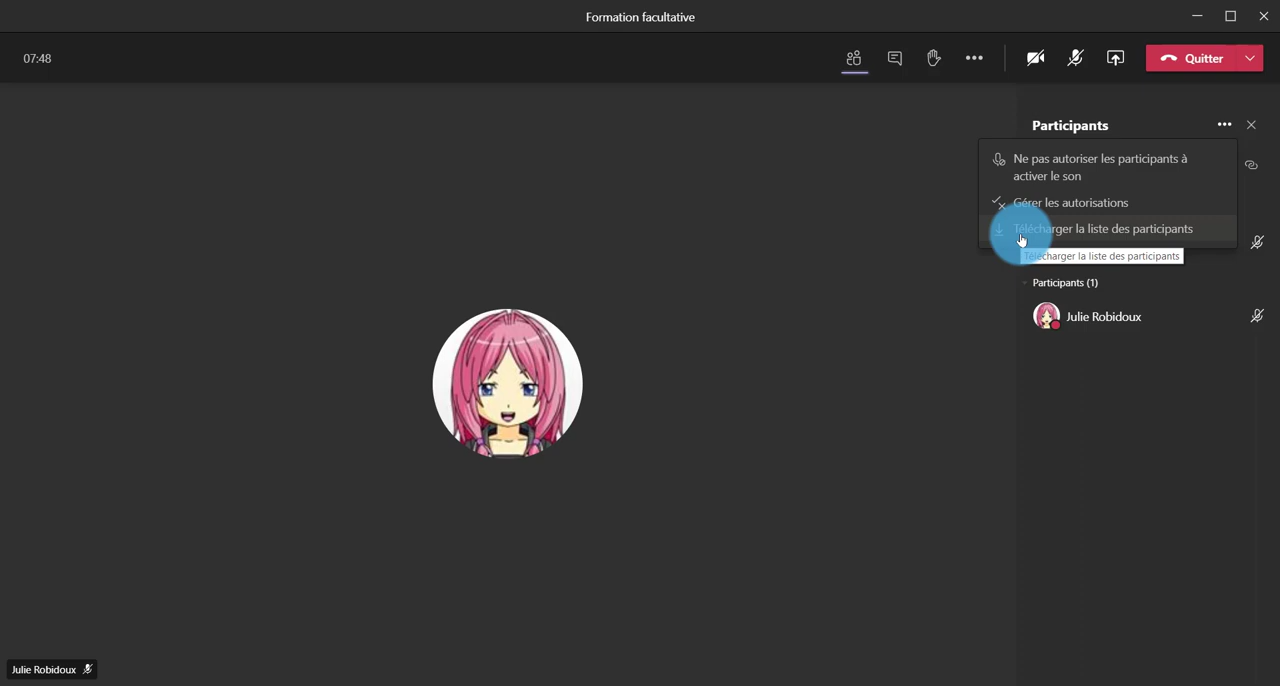 Formation facultative
07:48
Quitter
Participants
Ne pas autoriser les participants à
activer le son
Gérer les autorisations
Télécharger la liste des participants
Télécharger la liste des participants
Participants (1)
Julie Robidoux
Julie Robidoux